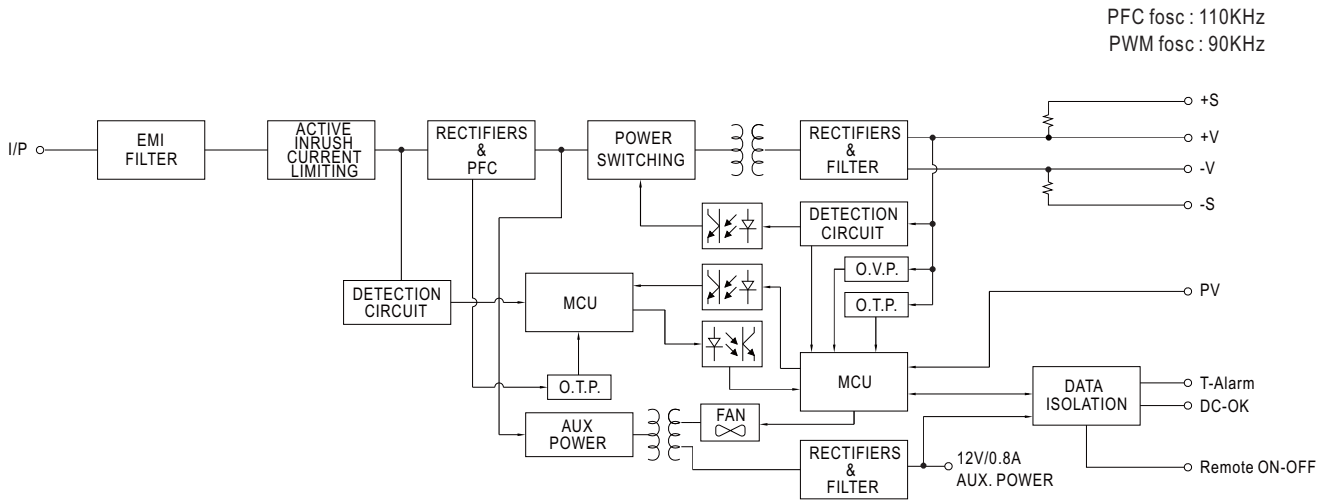 PFC fosc : 110KHz
PWM fosc : 90KHz
I/P
EMI
FILTER
ACTIVE
INRUSH
CURRENT
LIMITING
RECTIFIERS
&
PFC
POWER
SWITCHING
RECTIFIERS
&
FILTER
+S
+V
-V
-S
DETECTION
CIRCUIT
O.V.P.
O.T.P.
DETECTION
CIRCUIT
MCU
PV
O.T.P.
MCU
DATA
ISOLATION
T-Alarm
DC-OK
AUX
POWER
FAN
RECTIFIERS
&
FILTER
12V/0.8A
AUX. POWER
Remote ON-OFF